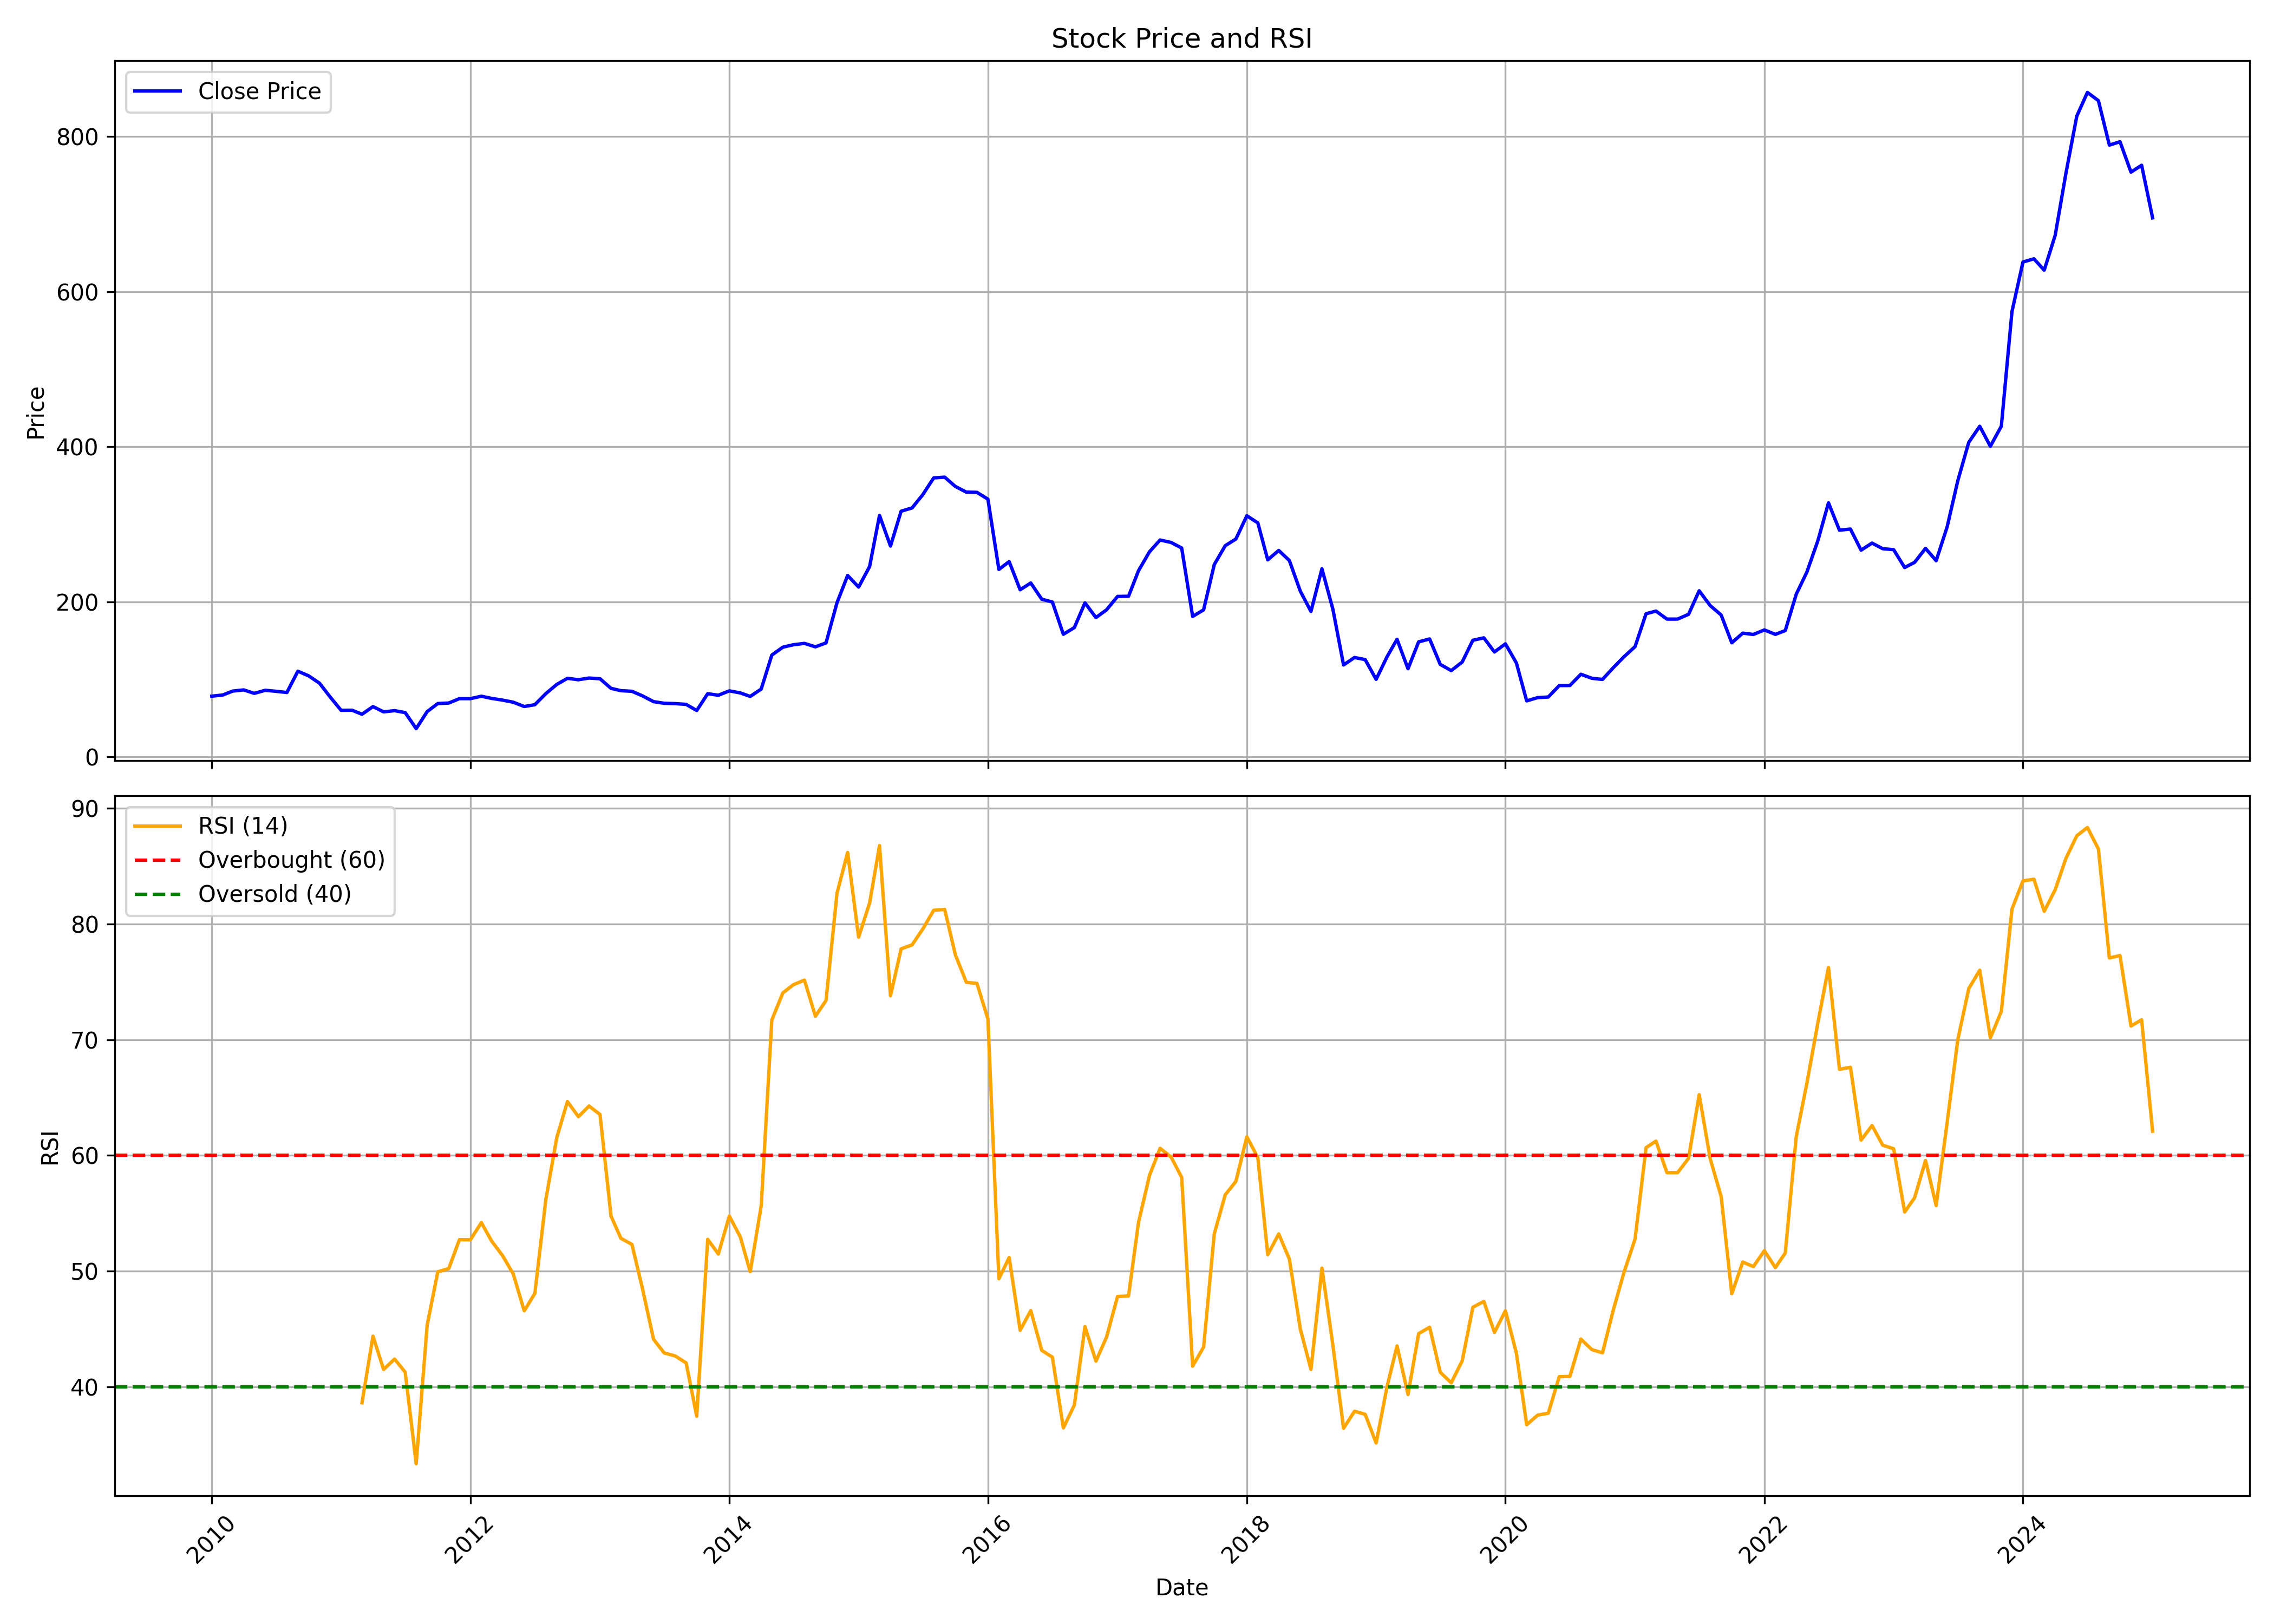 Stock Price and RSI
Close Price
Price
800
600
400
200
0
RSI (14)
Overbought (60)
Oversold (40)
RSI
90
80
70
60
50
40
2010
2012
2014
2016
2018
2020
2022
2024
Date